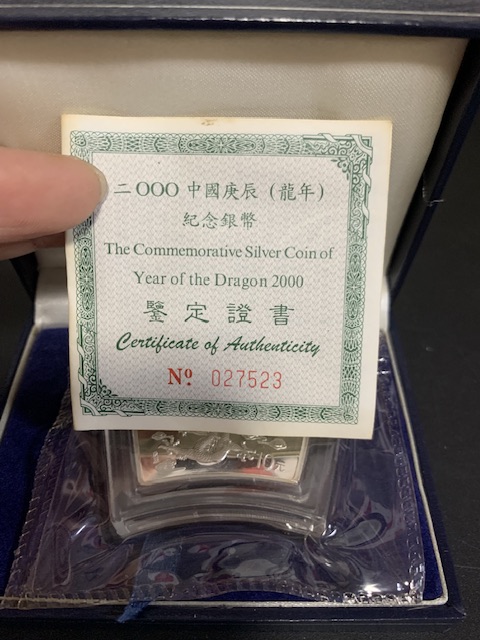 二OOO 中國庚辰（龍年）
紀念銀幣
The Commemorative Silver Coin of
Year of the Dragon 2000
鑒定證書
Certificate of Authenticity
Nº 027523
10元